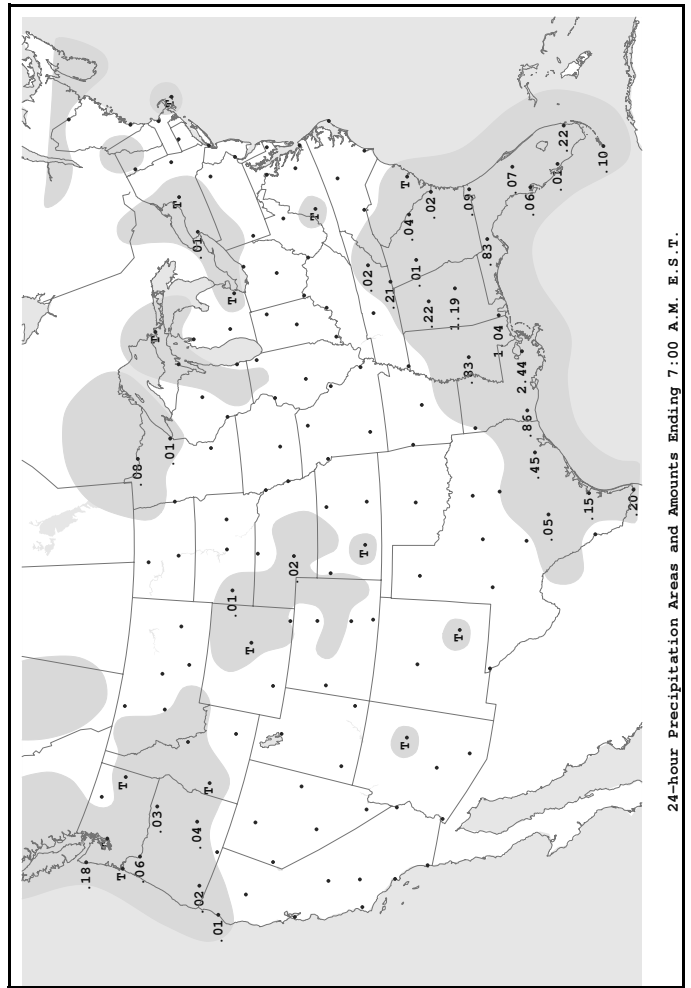 .18
T
T
.08
.06
T
.03
T
.01
T
.04
.02
.01
T
.01
.01
T
T
.02
T
T
.02
.21
T
T
.04
.01
.22
.02
1.19
T
.83
.09
.83
1.04
.07
2.44
.86
.06
.45
.05
.01
.22
.15
.10
.20
24-hour Precipitation Areas and Amounts Ending 7:00 A.M. E.S.T.